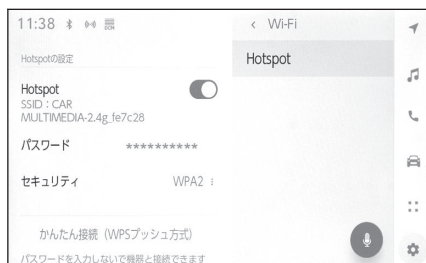 11:38
Hotspotの設定
Hotspot
SSID：CAR
MULTIMEDIA-2.4g_fe7c28
パスワード **********
セキュリティ WPA2
かんたん接続（WPSプッシュ方式）
パスワードを入力しないで機器と接続できます
< Wi-Fi
Hotspot